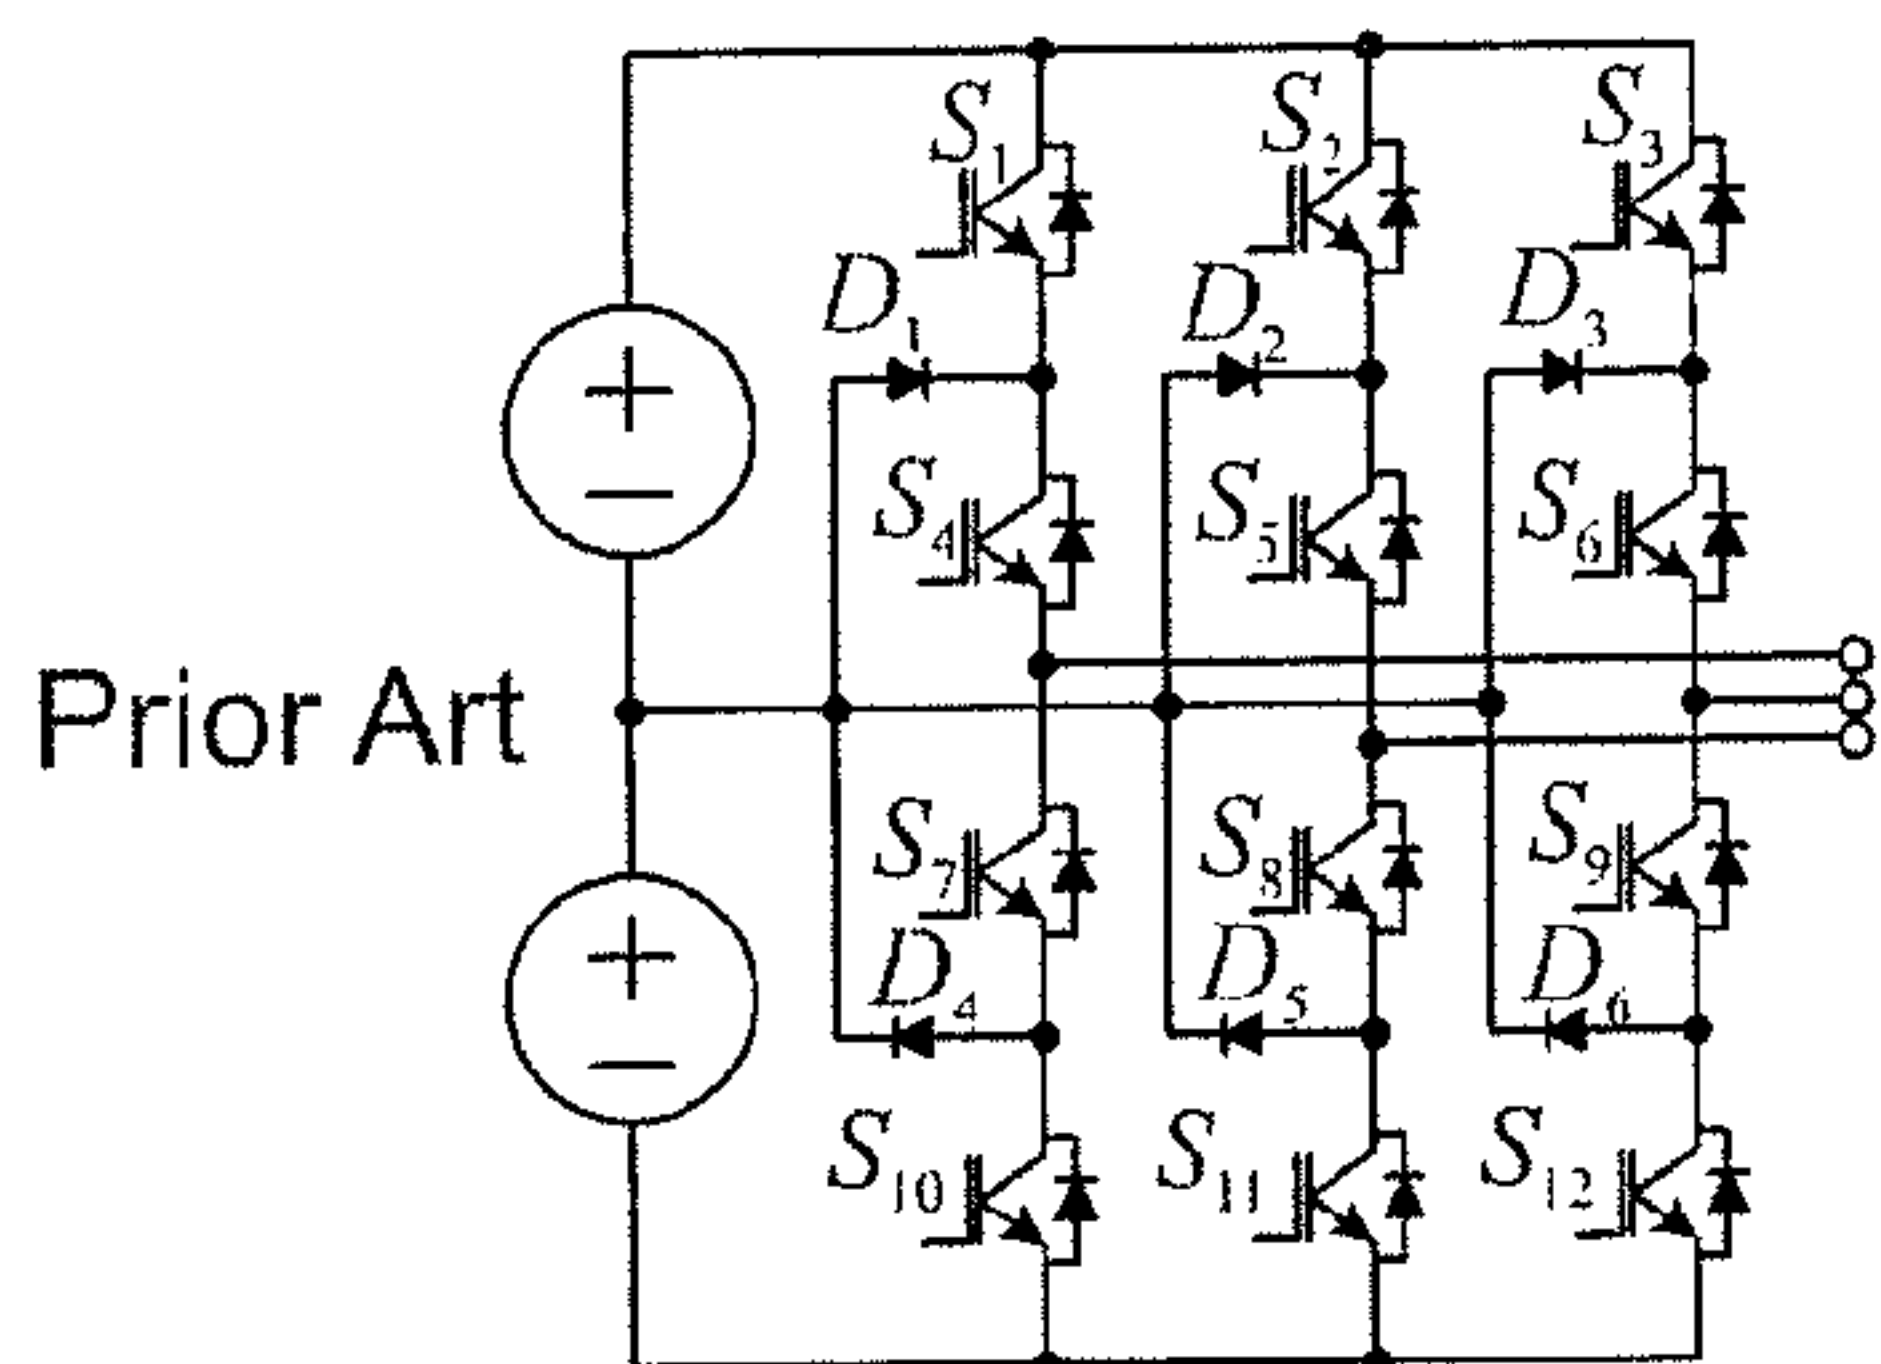 S1 S2 S3
D1 D2 D3
S4 S5 S6
Prior Art
S7 S8 S9
D4 D5 D6
S10 S11 S12